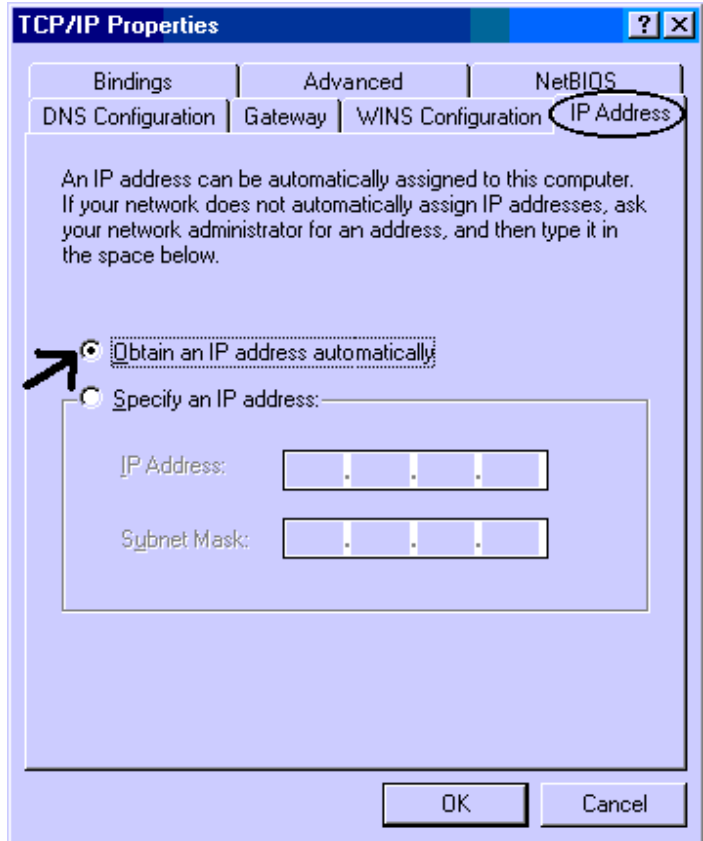 TCP/IP Properties
Bindings Advanced NetBIOS
DNS Configuration Gateway WINS Configuration IP Address
An IP address can be automatically assigned to this computer.
If your network does not automatically assign IP addresses, ask
your network administrator for an address, and then type it in
the space below.
Obtain an IP address automatically
Specify an IP address:
IP Address:
Subnet Mask:
OK Cancel